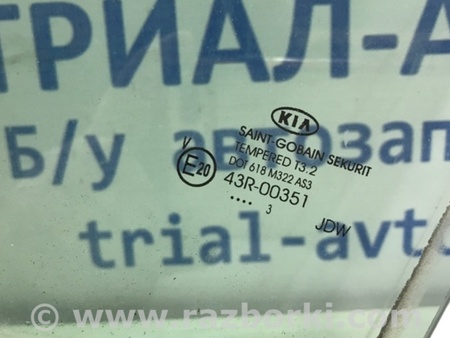 ТРИАЛ-А
Б/у автозап
trial-avt
KIA
SAINT-GOBAIN SEKURIT
TEMPERED T3.2
DOT 618 M322 AS3
V
E20
43R-00351
.... 3
JDW
www.razborki.com